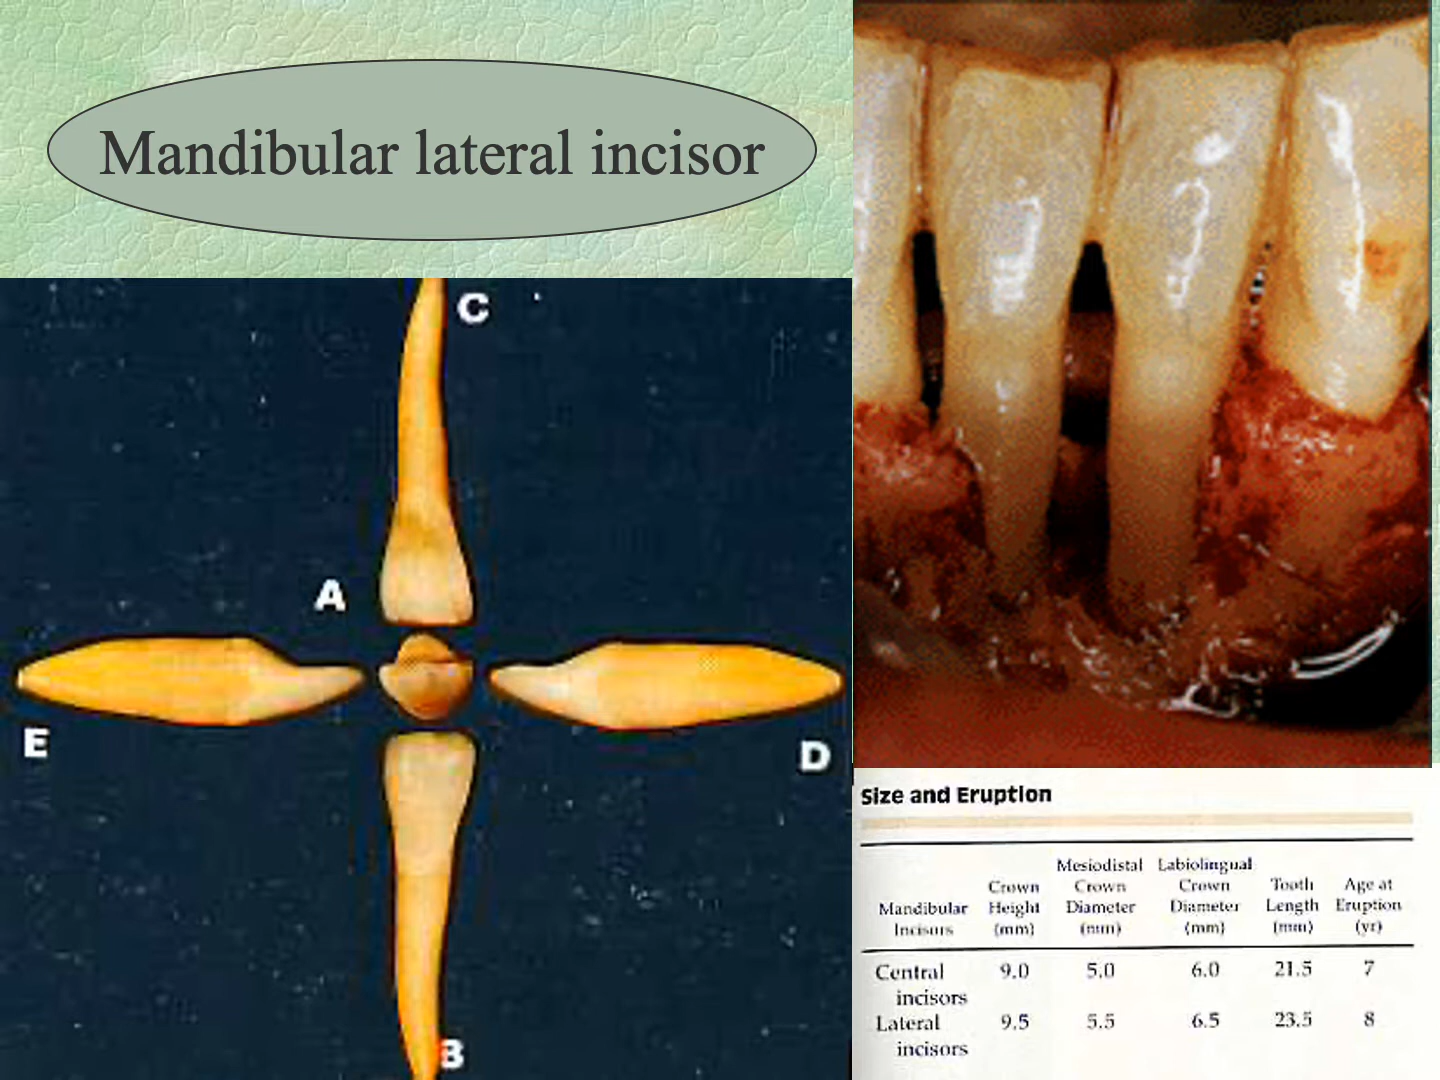 Mandibular lateral incisor
C
A
E
D
B
Size and Eruption
Mesiodistal Labiolingual
Crown Crown Crown Tooth Age at
Mandibular Height Diameter Diameter Length Eruption
Incisors (mm) (mm) (mm) (mm) (yr)
Central 9.0 5.0 6.0 21.5 7
incisors
Lateral 9.5 5.5 6.5 23.5 8
incisors